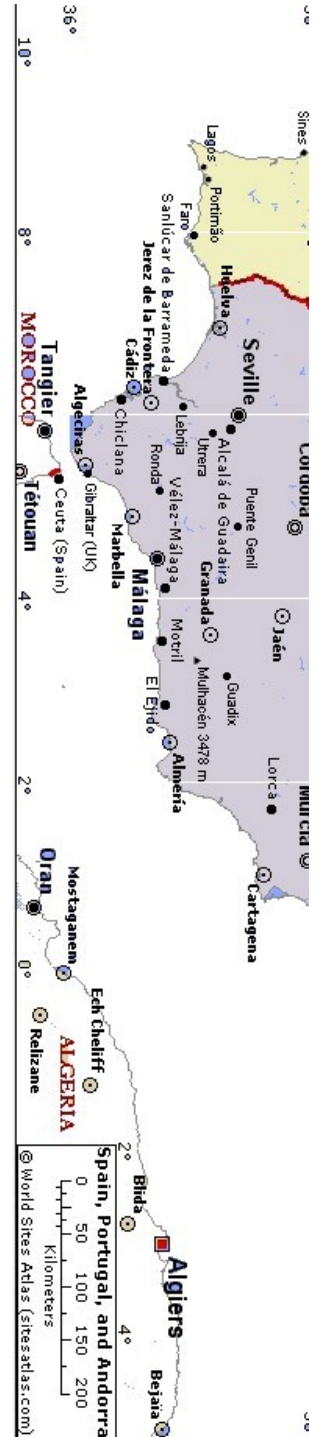 Sines
Córdoba
Murcia
Jaén
Lorca
Puente Genil
Cartagena
Seville
Huelva
Alcalá de Guadaira
Guadix
Lagos
Portimão
Utrera
Granada
Mulhacén 3478 m
Faro
Lebrija
Vélez-Málaga
Motril
Almería
Algiers
Sanlúcar de Barrameda
Ronda
El Ejido
Bejaïa
Jerez de la Frontera
Málaga
Blida
Cádiz
Chiclana
Marbella
10°
8°
4°
2°
0°
2°
4°
36°
Algeciras
Gibraltar (UK)
Ech Cheliff
Mostaganem
Ceuta (Spain)
Tangier
Oran
ALGERIA
MOROCCO
Tétouan
Relizane
Spain, Portugal, and Andorra
0 50 100 150 200
Kilometers
© World Sites Atlas (sitesatlas.com)